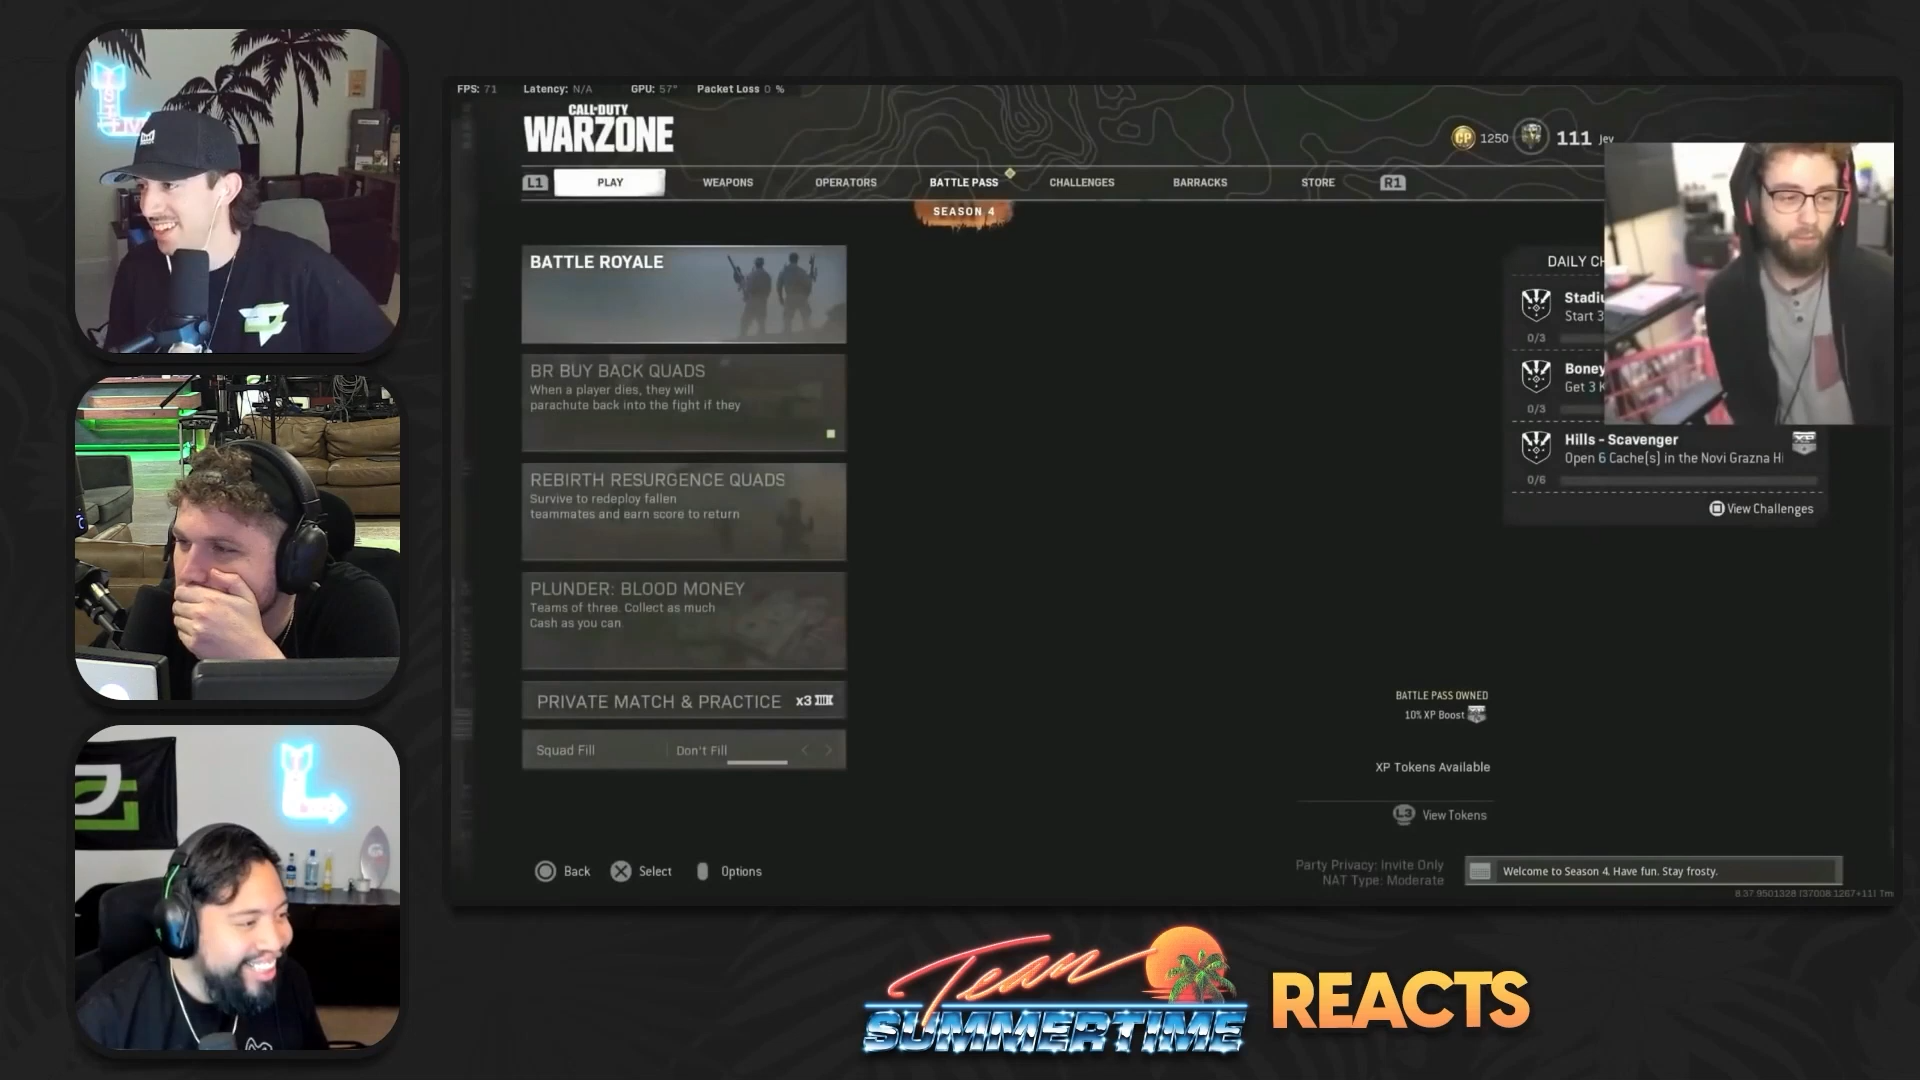 FPS: 71 Latency: N/A GPU: 57° Packet Loss 0 %
CALL OF DUTY
WARZONE
CP 1250 111 Jev
L1 PLAY WEAPONS OPERATORS BATTLE PASS CHALLENGES BARRACKS STORE R1
SEASON 4
BATTLE ROYALE
BR BUY BACK QUADS
When a player dies, they will
parachute back into the fight if they
REBIRTH RESURGENCE QUADS
Survive to redeploy fallen
teammates and earn score to return
PLUNDER: BLOOD MONEY
Teams of three. Collect as much
Cash as you can.
PRIVATE MATCH & PRACTICE x3
Squad Fill Don't Fill
Back Select Options
DAILY CH
Stadiu
Start 3
0/3
Boney
Get 3 K
0/3
Hills - Scavenger
Open 6 Cache(s) in the Novi Grazna Hi
0/6
View Challenges
BATTLE PASS OWNED
10% XP Boost
XP Tokens Available
L3 View Tokens
Party Privacy: Invite Only
NAT Type: Moderate
Welcome to Season 4. Have fun. Stay frosty.
Team
SUMMERTIME
REACTS